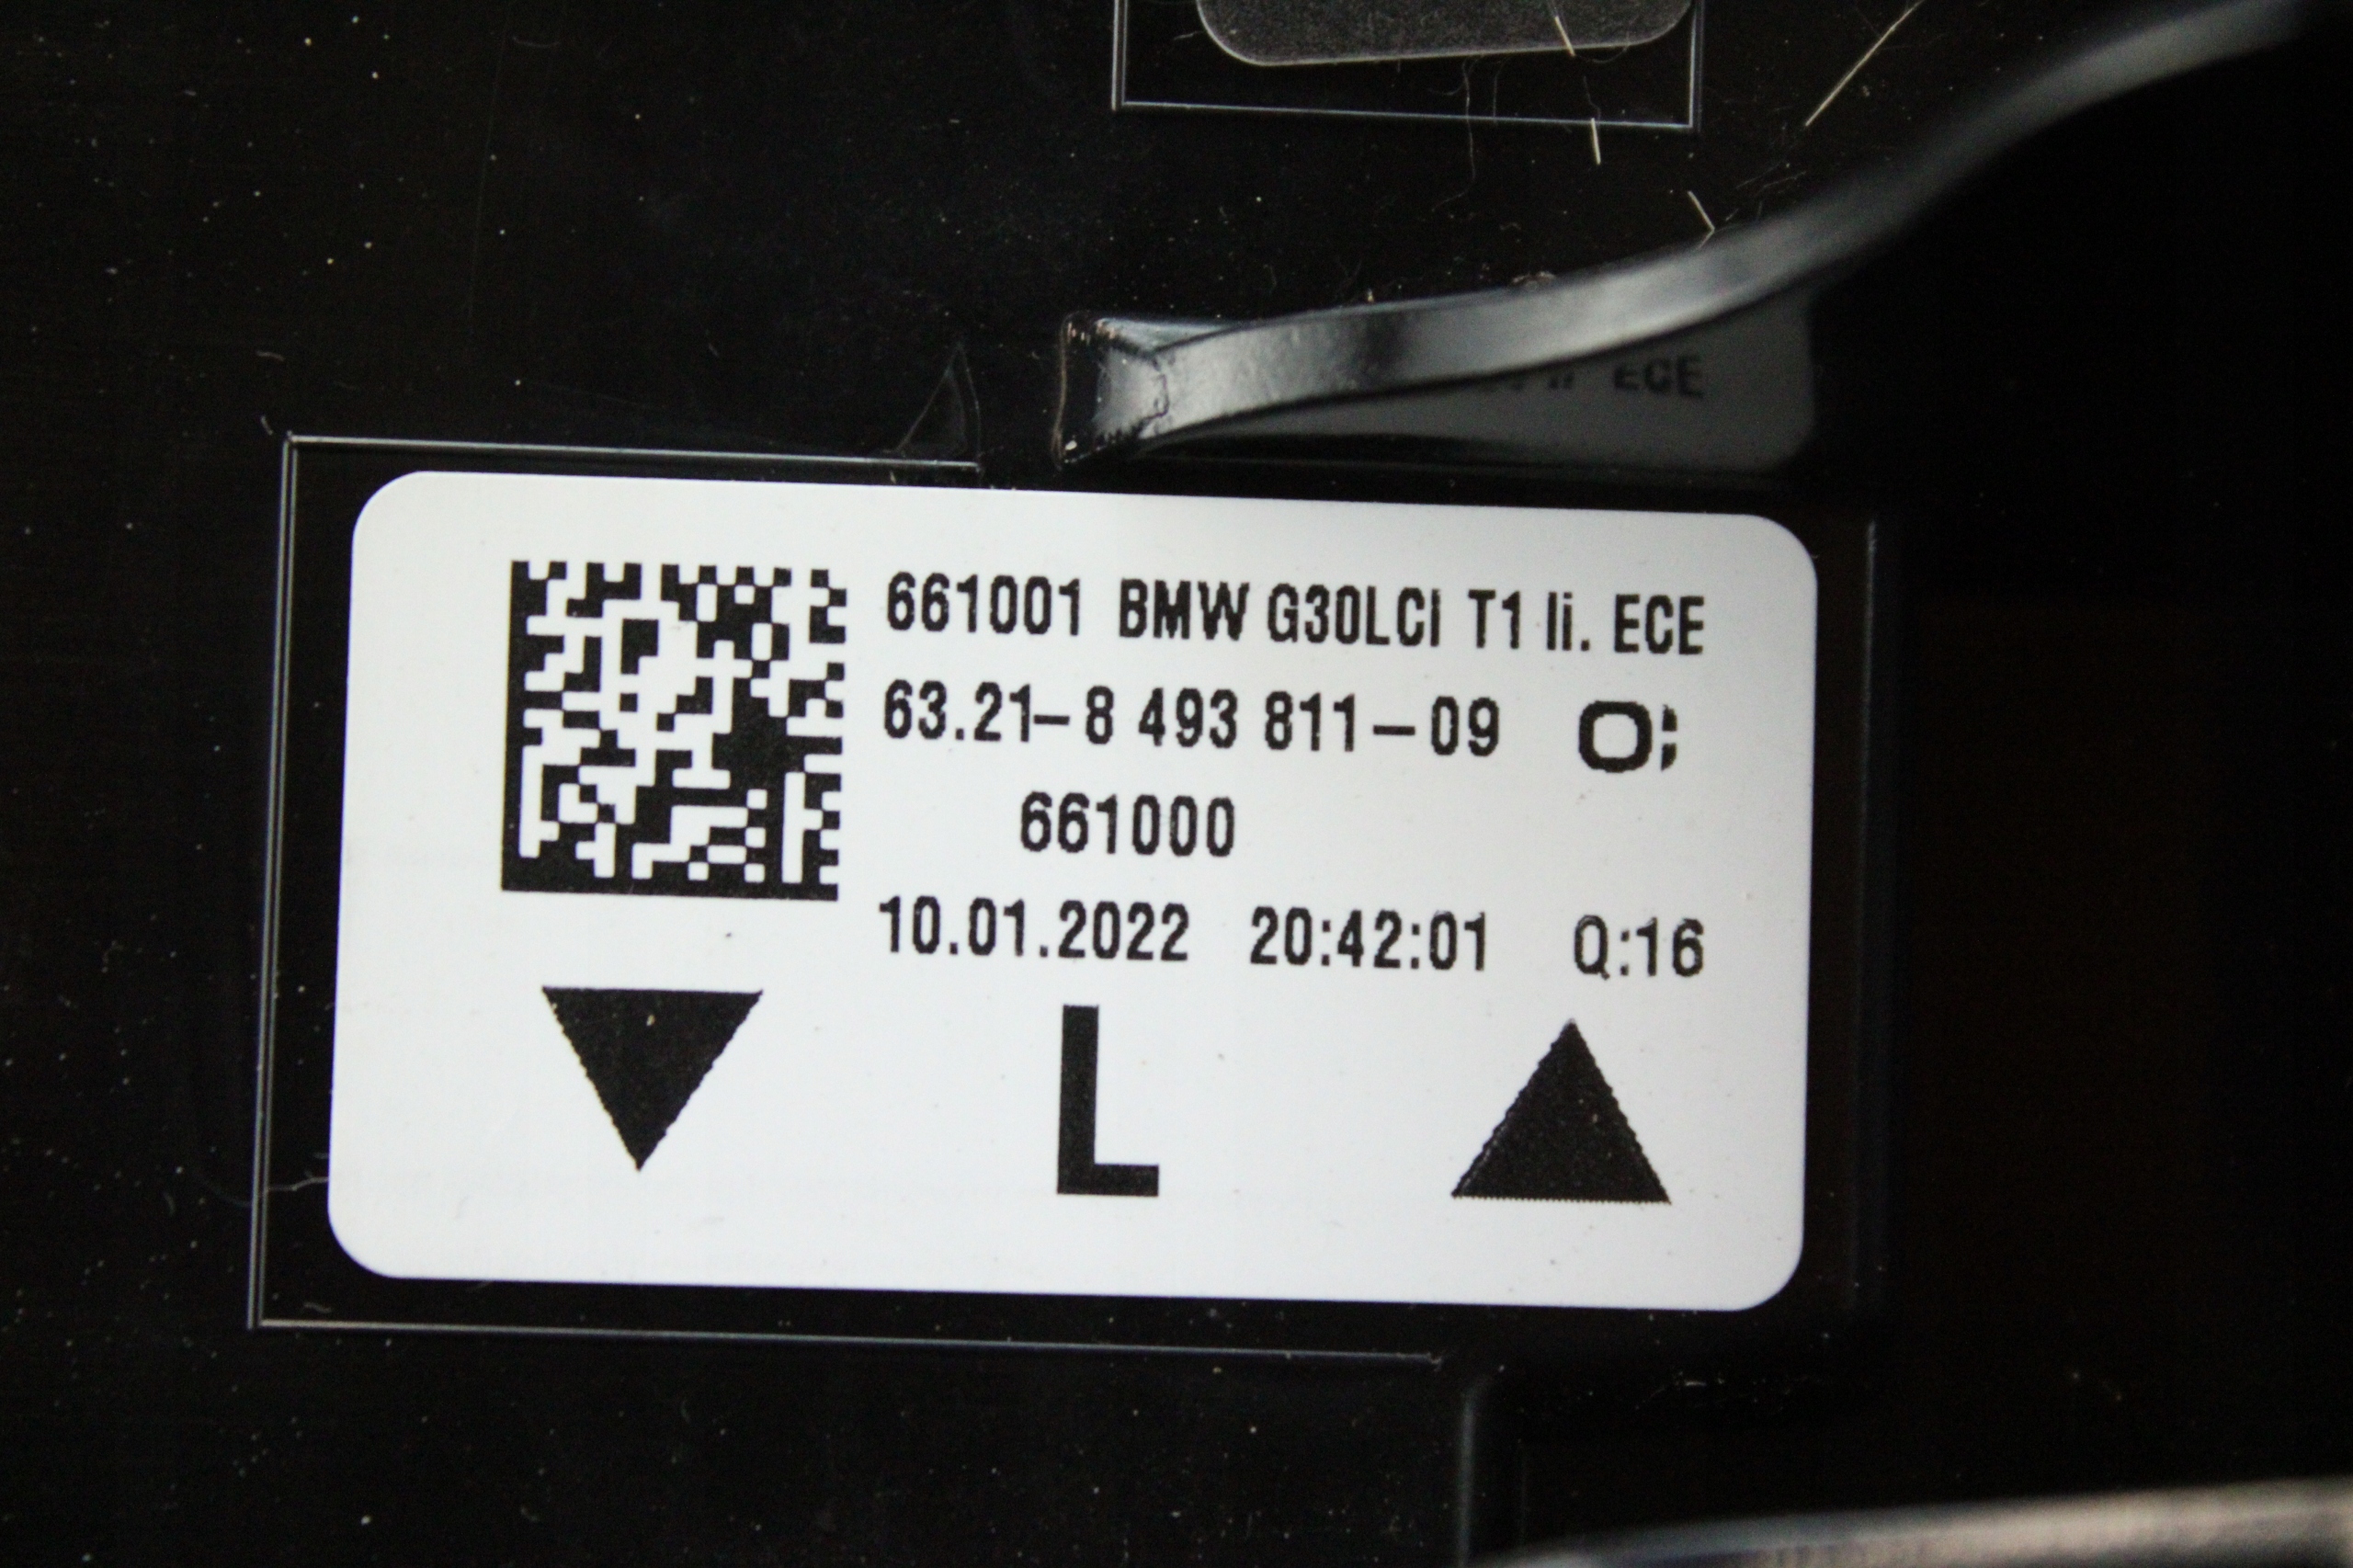 ECE
661001 BMW G30LCI T1 li. ECE
63.21-8 493 811-09
661000
10.01.2022 20:42:01 Q:16
L